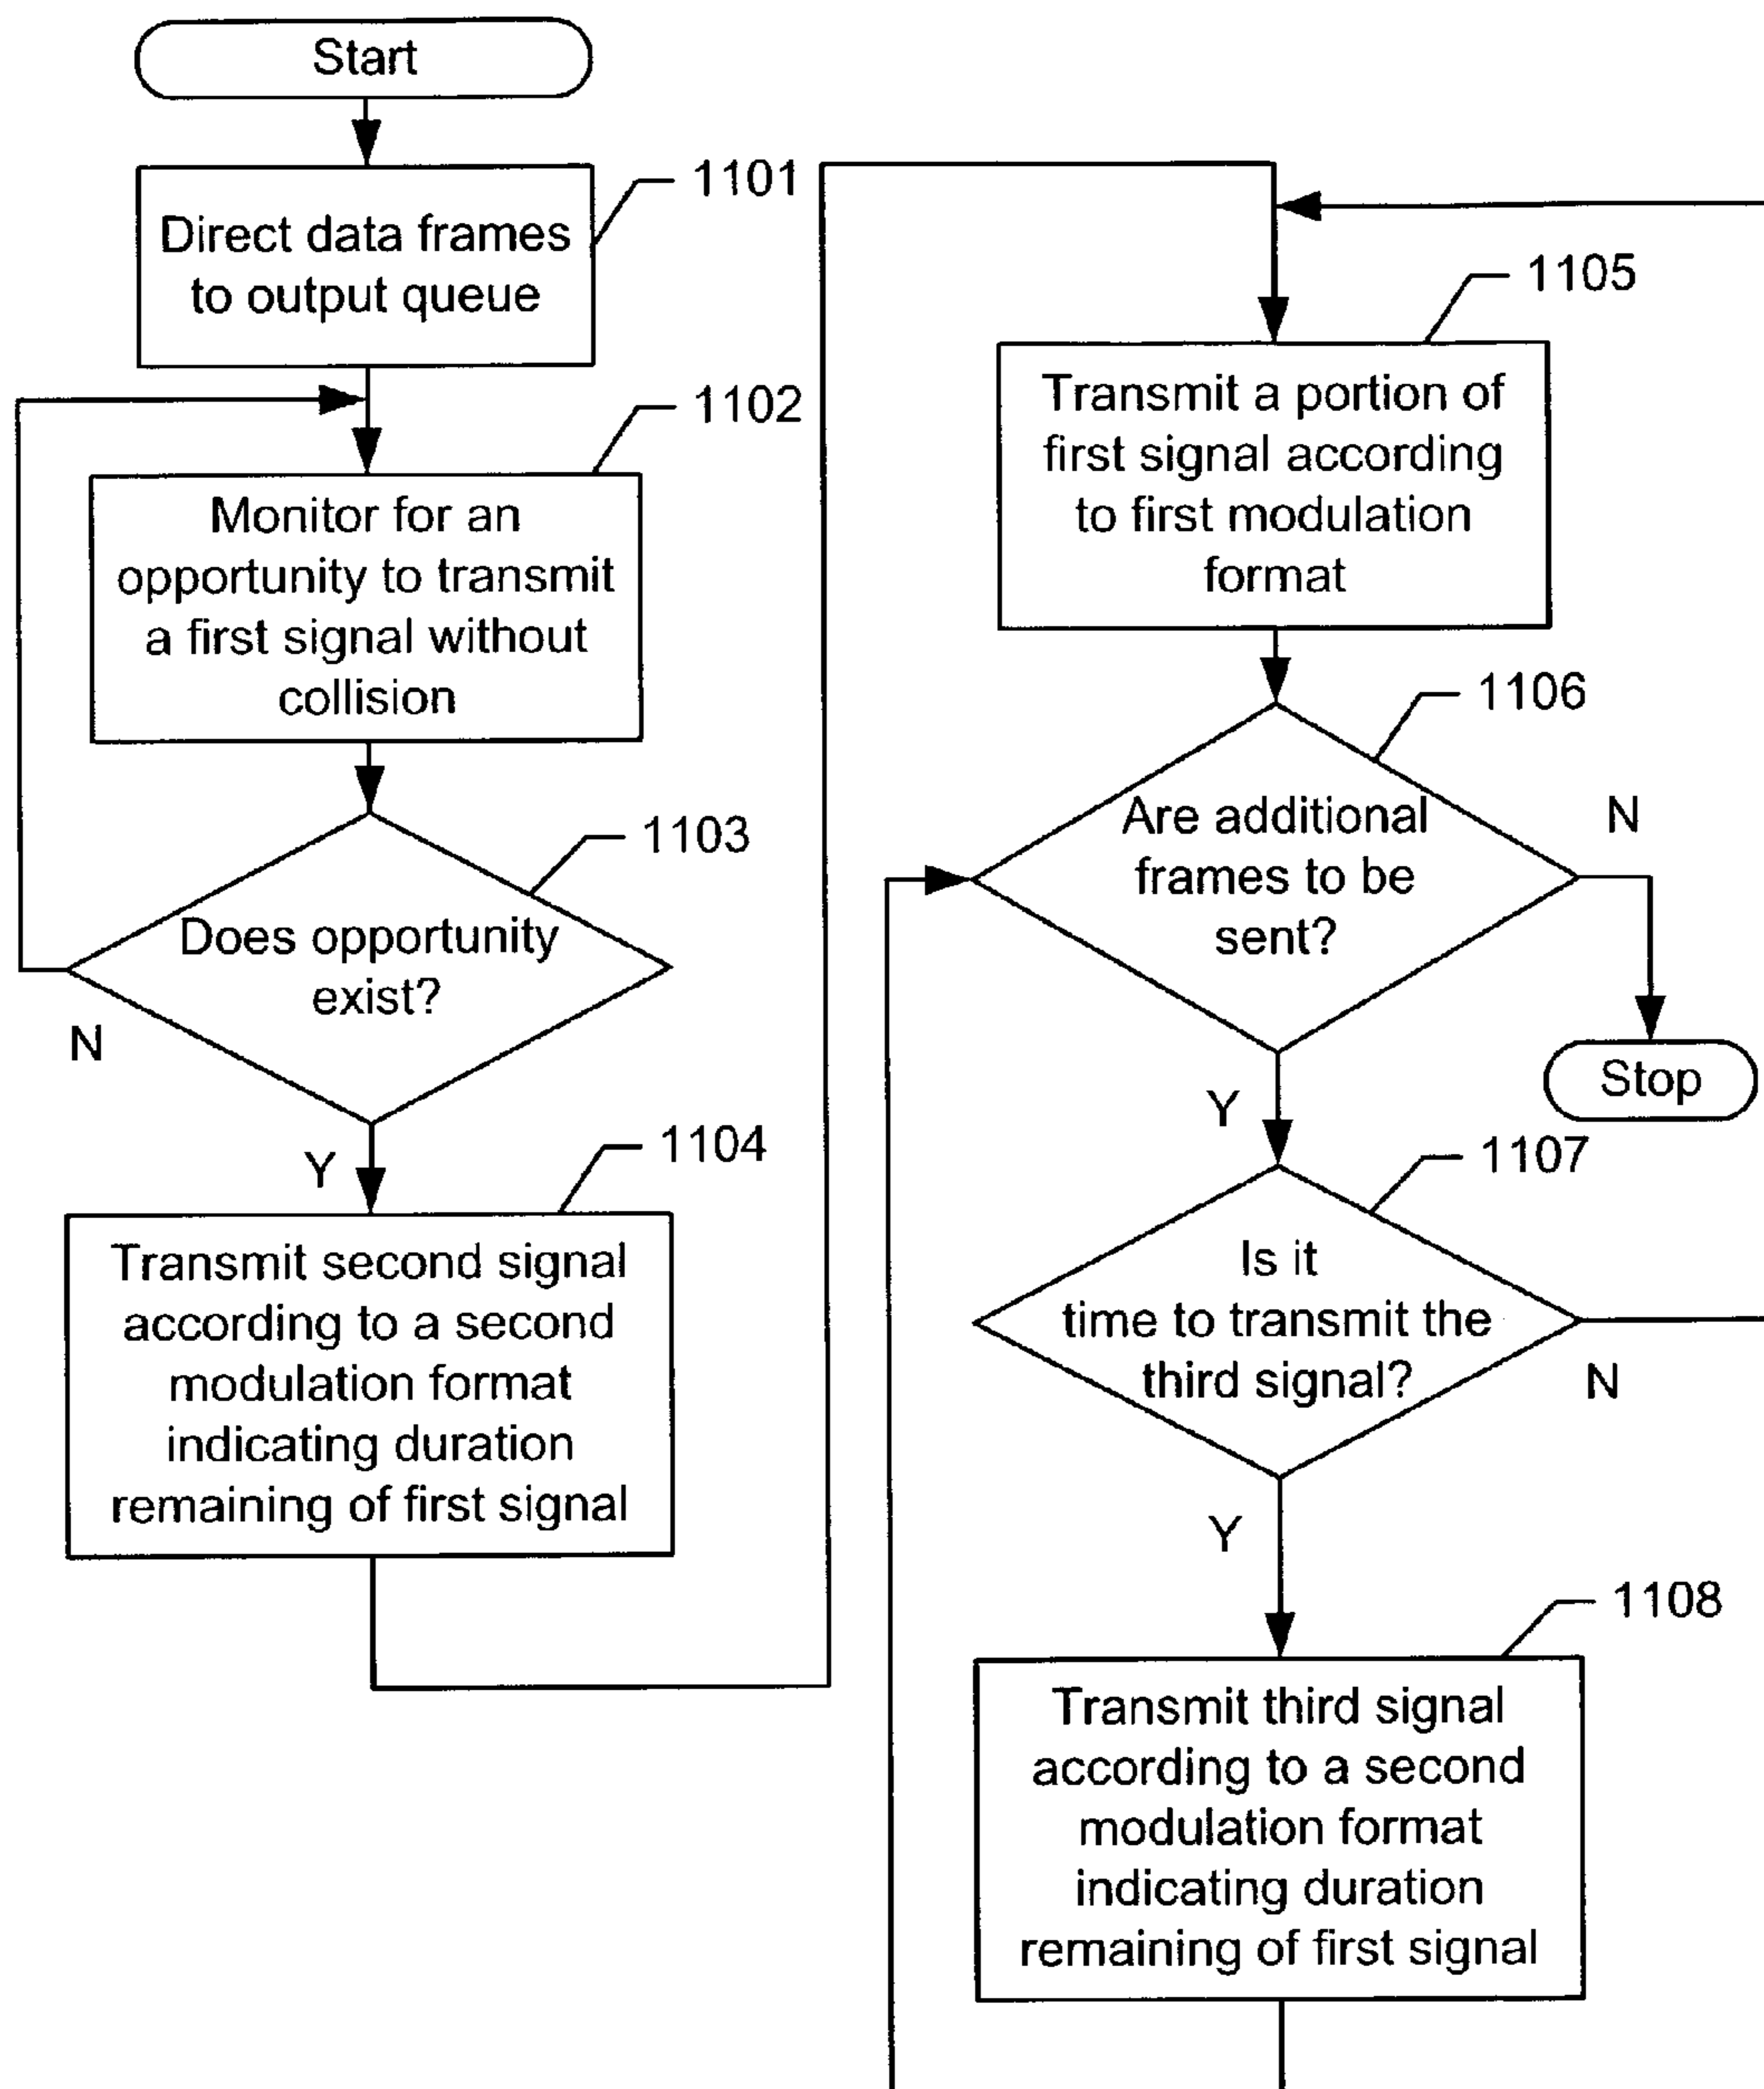 Start
1101
Direct data frames
to output queue
1102
Monitor for an
opportunity to transmit
a first signal without
collision
1103
Does opportunity
exist?
N
Y
1104
Transmit second signal
according to a second
modulation format
indicating duration
remaining of first signal
1105
Transmit a portion of
first signal according
to first modulation
format
1106
Are additional
frames to be
sent?
N
Stop
Y
1107
Is it
time to transmit the
third signal?
N
Y
1108
Transmit third signal
according to a second
modulation format
indicating duration
remaining of first signal